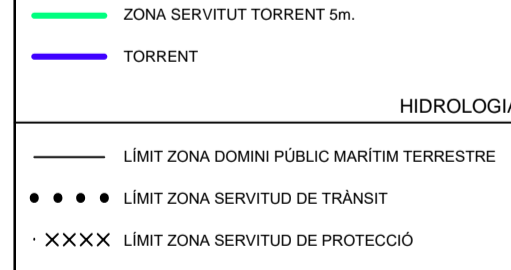 ZONA SERVITUT TORRENT 5m.
TORRENT
HIDROLOGIA
LÍMIT ZONA DOMINI PÚBLIC MARÍTIM TERRESTRE
LÍMIT ZONA SERVITUD DE TRÀNSIT
LÍMIT ZONA SERVITUD DE PROTECCIÓ